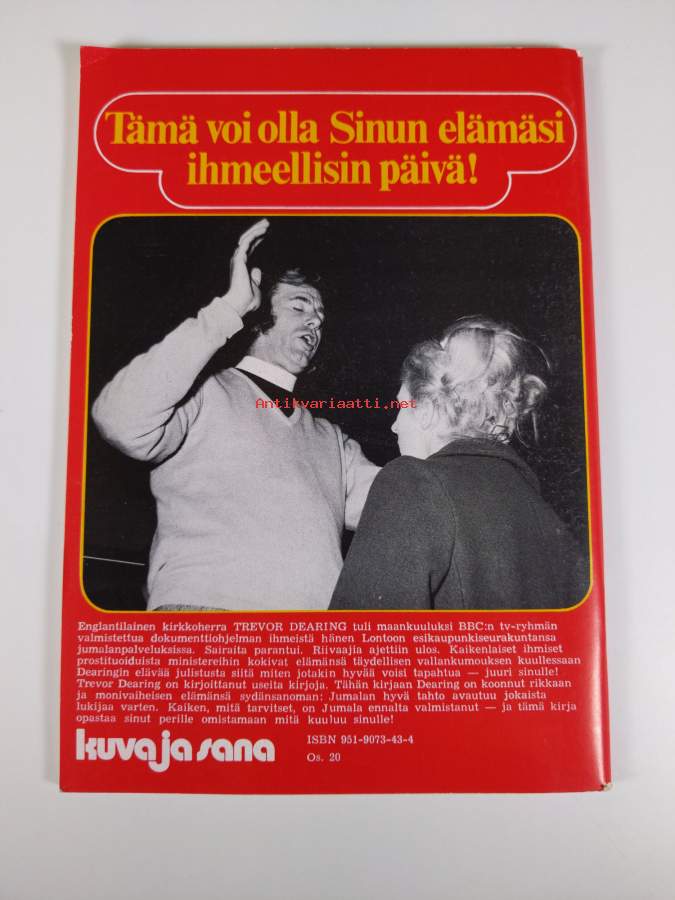 Tämä voi olla Sinun elämäsi
ihmeellisin päivä!
Antikvariaatti.net
Englantilainen kirkkoherra TREVOR DEARING tuli maankuuluksi BBC:n tv-ryhmän
valmistettua dokumenttiohjelman ihmeistä hänen Lontoon esikaupunkiseurakuntansa
jumalanpalveluksissa. Sairaita parantui. Riivaajia ajettiin ulos. Kaikenlaiset ihmiset
prostituoiduista ministereihin kokivat elämänsä täydellisen vallankumouksen kuullessaan
Dearingin elävää julistusta siitä miten jotakin hyvää voisi tapahtua — juuri sinulle!
Trevor Dearing on kirjoittanut useita kirjoja. Tähän kirjaan Dearing on koonnut rikkaan
ja monivaiheisen elämänsä sydänsanoman: Jumalan hyvä tahto avautuu jokaista
lukijaa varten. Kaiken, mitä tarvitset, on Jumala ennalta valmistanut — ja tämä kirja
opastaa sinut perille omistamaan mitä kuuluu sinulle!
kuva ja sana
ISBN 951-9073-43-4
Os. 20